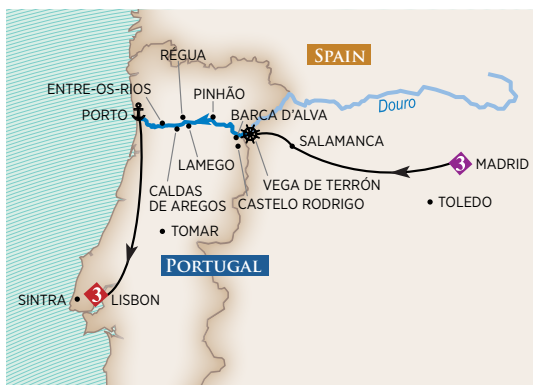 SPAIN
RÉGUA
ENTRE-OS-RIOS
PINHÃO
Douro
PORTO
BARCA D'ALVA
SALAMANCA
LAMEGO
3
MADRID
CALDAS
DE AREGOS
VEGA DE TERRÓN
CASTELO RODRIGO
TOLEDO
TOMAR
PORTUGAL
SINTRA
3
LISBON